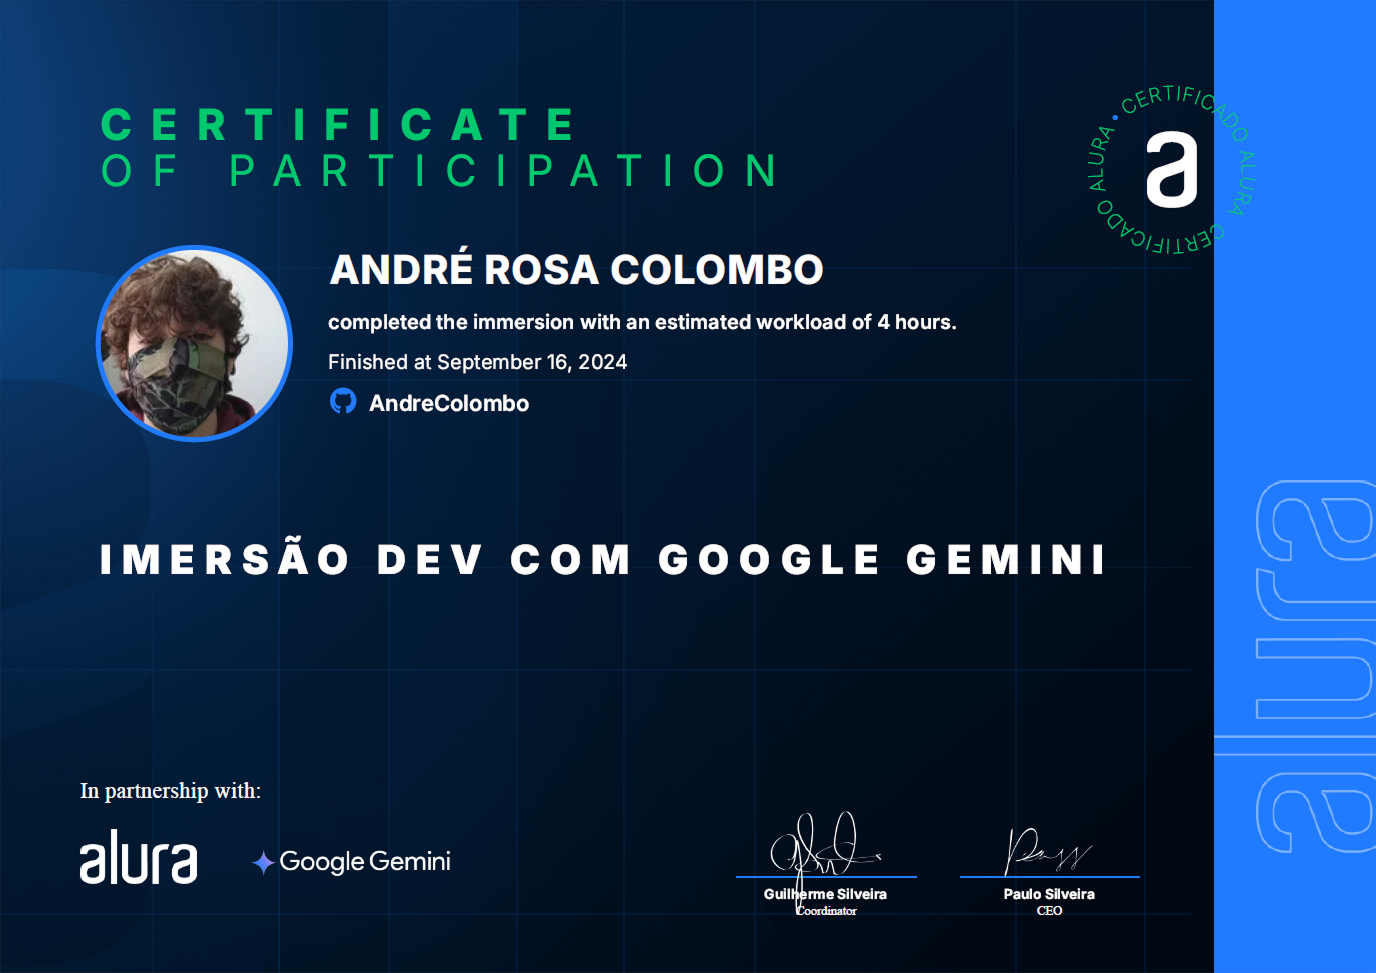 CERTIFICATE
OF PARTICIPATION
CERTIFICADO ALURA CERTIFICADO ALURA •
a
ANDRÉ ROSA COLOMBO
completed the immersion with an estimated workload of 4 hours.
Finished at September 16, 2024
AndreColombo
IMERSÃO DEV COM GOOGLE GEMINI
alura
In partnership with:
alura Google Gemini
Guilherme Silveira
Coordinator
Paulo Silveira
CEO